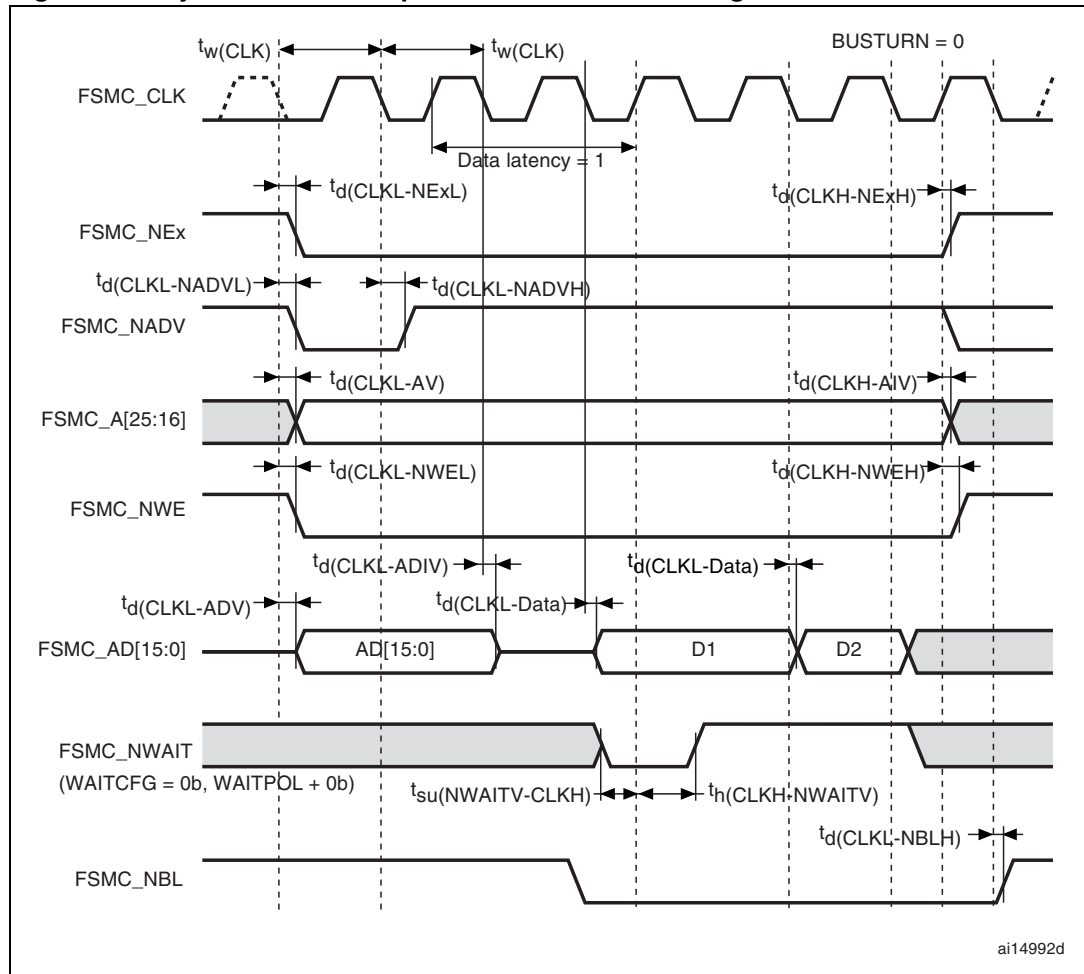 tw(CLK) tw(CLK) BUSTURN = 0
FSMC_CLK
Data latency = 1
td(CLKL-NExL) td(CLKH-NExH)
FSMC_NEx
td(CLKL-NADVL) td(CLKL-NADVH)
FSMC_NADV
td(CLKL-AV) td(CLKH-AIV)
FSMC_A[25:16]
td(CLKL-NWEL) td(CLKH-NWEH)
FSMC_NWE
td(CLKL-ADIV) td(CLKL-Data)
td(CLKL-ADV) td(CLKL-Data)
FSMC_AD[15:0] AD[15:0] D1 D2
FSMC_NWAIT
(WAITCFG = 0b, WAITPOL + 0b)
tsu(NWAITV-CLKH) th(CLKH-NWAITV)
td(CLKL-NBLH)
FSMC_NBL
ai14992d